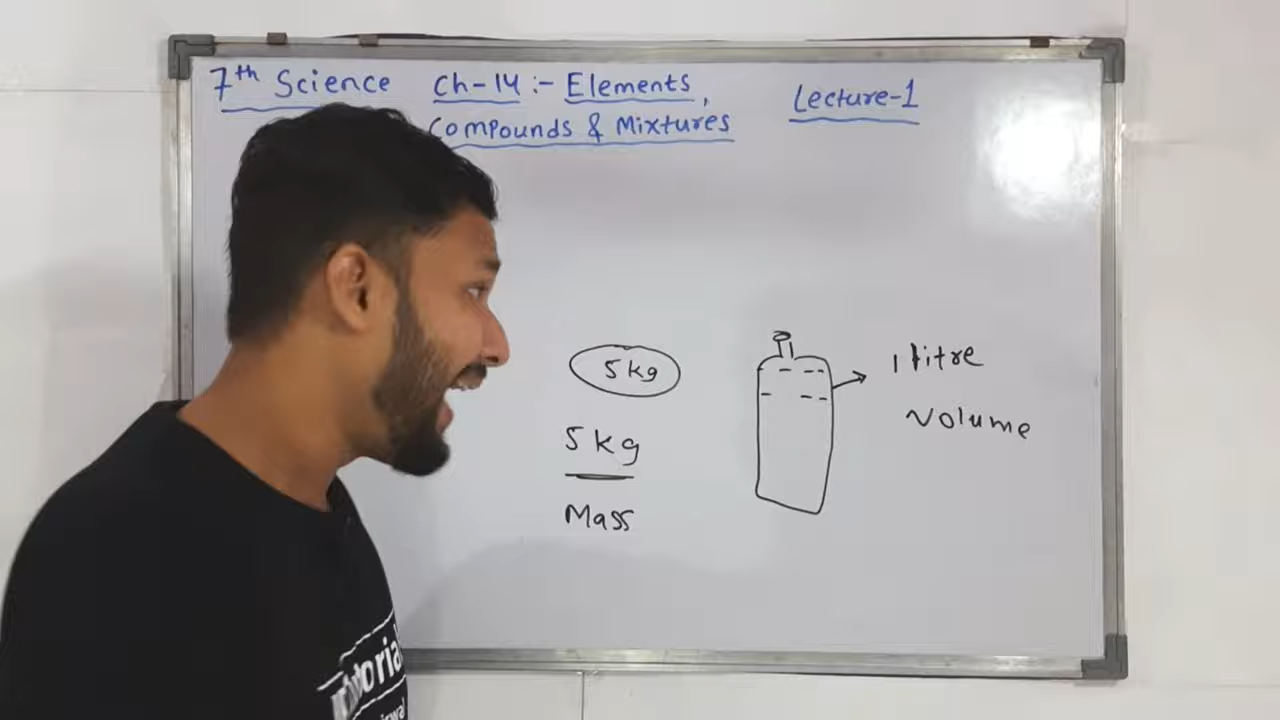 7th Science Ch-14 :- Elements, Lecture-1
Compounds & Mixtures
5 kg
5 kg
Mass
1 litre
Volume